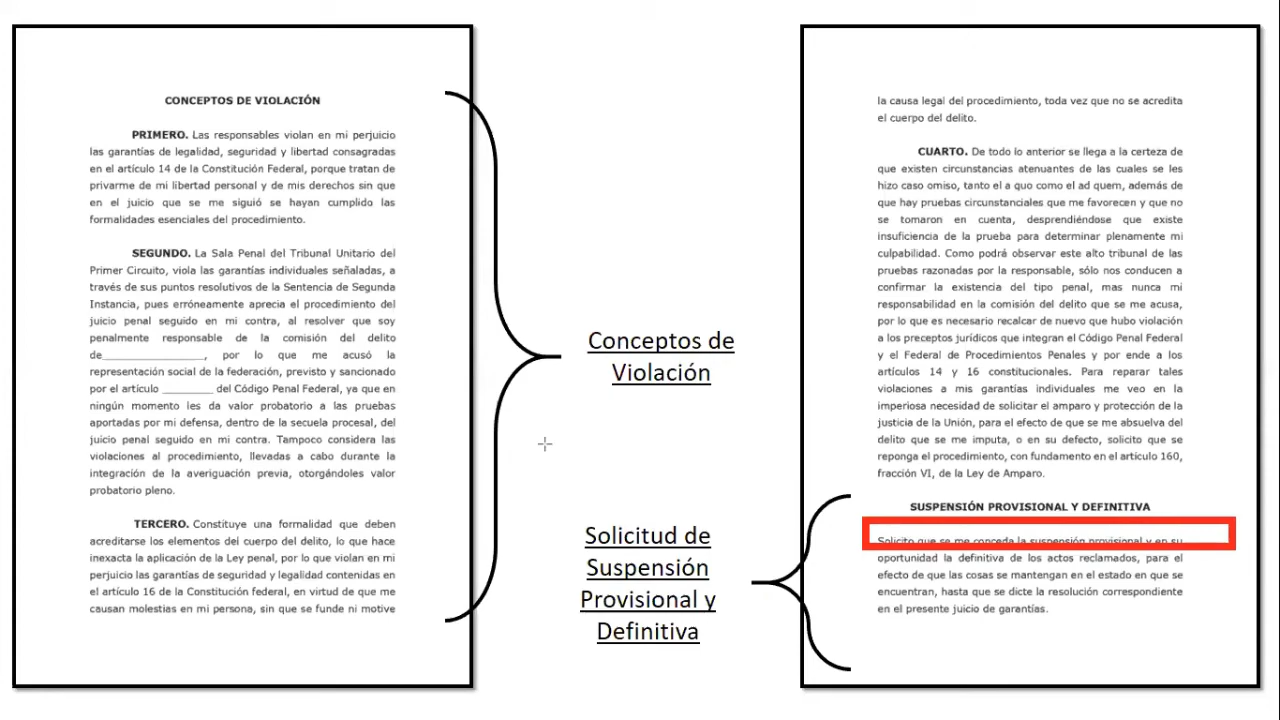 CONCEPTOS DE VIOLACIÓN
PRIMERO. Las responsables violan en mi perjuicio
las garantías de legalidad, seguridad y libertad consagradas
en el artículo 14 de la Constitución Federal, porque tratan de
privarme de mi libertad personal y de mis derechos sin que
en el juicio que se me siguió se hayan cumplido las
formalidades esenciales del procedimiento.
SEGUNDO. La Sala Penal del Tribunal Unitario del
Primer Circuito, viola las garantías individuales señaladas, a
través de sus puntos resolutivos de la Sentencia de Segunda
Instancia, pues erróneamente aprecia el procedimiento del
juicio penal seguido en mi contra, al resolver que soy
penalmente responsable de la comisión del delito
de________________, por lo que me acusó la
representación social de la federación, previsto y sancionado
por el artículo _________ del Código Penal Federal, ya que en
ningún momento les da valor probatorio a las pruebas
aportadas por mi defensa, dentro de la secuela procesal, del
juicio penal seguido en mi contra. Tampoco considera las
violaciones al procedimiento, llevadas a cabo durante la
integración de la averiguación previa, otorgándoles valor
probatorio pleno.
TERCERO. Constituye una formalidad que deben
acreditarse los elementos del cuerpo del delito, lo que hace
inexacta la aplicación de la Ley penal, por lo que violan en mi
perjuicio las garantías de seguridad y legalidad contenidas en
el artículo 16 de la Constitución federal, en virtud de que me
causan molestias en mi persona, sin que se funde ni motive
Conceptos de
Violación
Solicitud de
Suspensión
Provisional y
Definitiva
la causa legal del procedimiento, toda vez que no se acredita
el cuerpo del delito.
CUARTO. De todo lo anterior se llega a la certeza de
que existen circunstancias atenuantes de las cuales se les
hizo caso omiso, tanto el a quo como el ad quem, además de
que hay pruebas circunstanciales que me favorecen y que no
se tomaron en cuenta, desprendiéndose que existe
insuficiencia de la prueba para determinar plenamente mi
culpabilidad. Como podrá observar este alto tribunal de las
pruebas razonadas por la responsable, sólo nos conducen a
confirmar la existencia del tipo penal, mas nunca mi
responsabilidad en la comisión del delito que se me acusa,
por lo que es necesario recalcar de nuevo que hubo violación
a los preceptos jurídicos que integran el Código Penal Federal
y el Federal de Procedimientos Penales y por ende a los
artículos 14 y 16 constitucionales. Para reparar tales
violaciones a mis garantías individuales me veo en la
imperiosa necesidad de solicitar el amparo y protección de la
justicia de la Unión, para el efecto de que se me absuelva del
delito que se me imputa, o en su defecto, solicito que se
reponga el procedimiento, con fundamento en el artículo 160,
fracción VI, de la Ley de Amparo.
SUSPENSIÓN PROVISIONAL Y DEFINITIVA
Solicito que se me conceda la suspensión provisional y en su
oportunidad la definitiva de los actos reclamados, para el
efecto de que las cosas se mantengan en el estado en que se
encuentran, hasta que se dicte la resolución correspondiente
en el presente juicio de garantías.